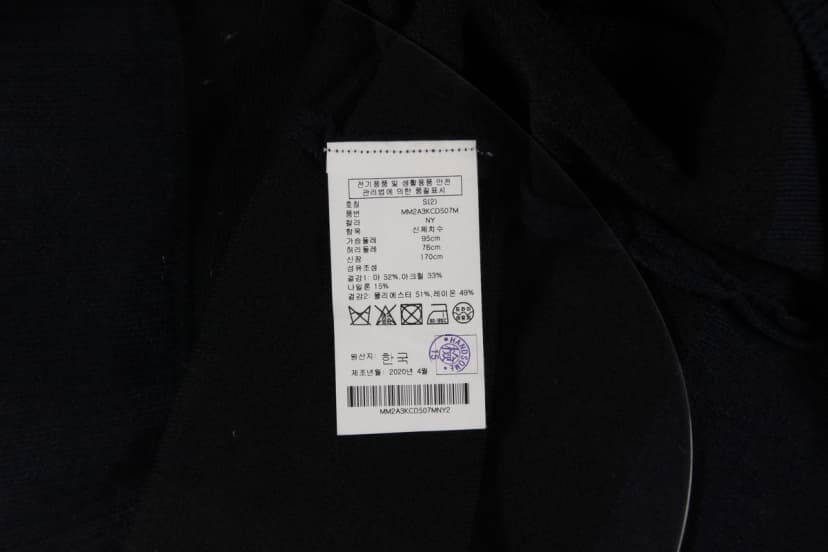 전기용품 및 생활용품 안전
관리법에 의한 품질표시
호칭 S(2)
품번 MM2A3KCD507M
컬러 NY
항목 신체치수
가슴둘레 95cm
허리둘레 76cm
신장 170cm
섬유조성
겉감1: 마 52%,아크릴 33%
나일론 15%
겉감2: 폴리에스타 51%,레이온 49%
원산지: 한국
HANDSOME
15
제조년월: 2020년 4월
MM2A3KCD507MNY2